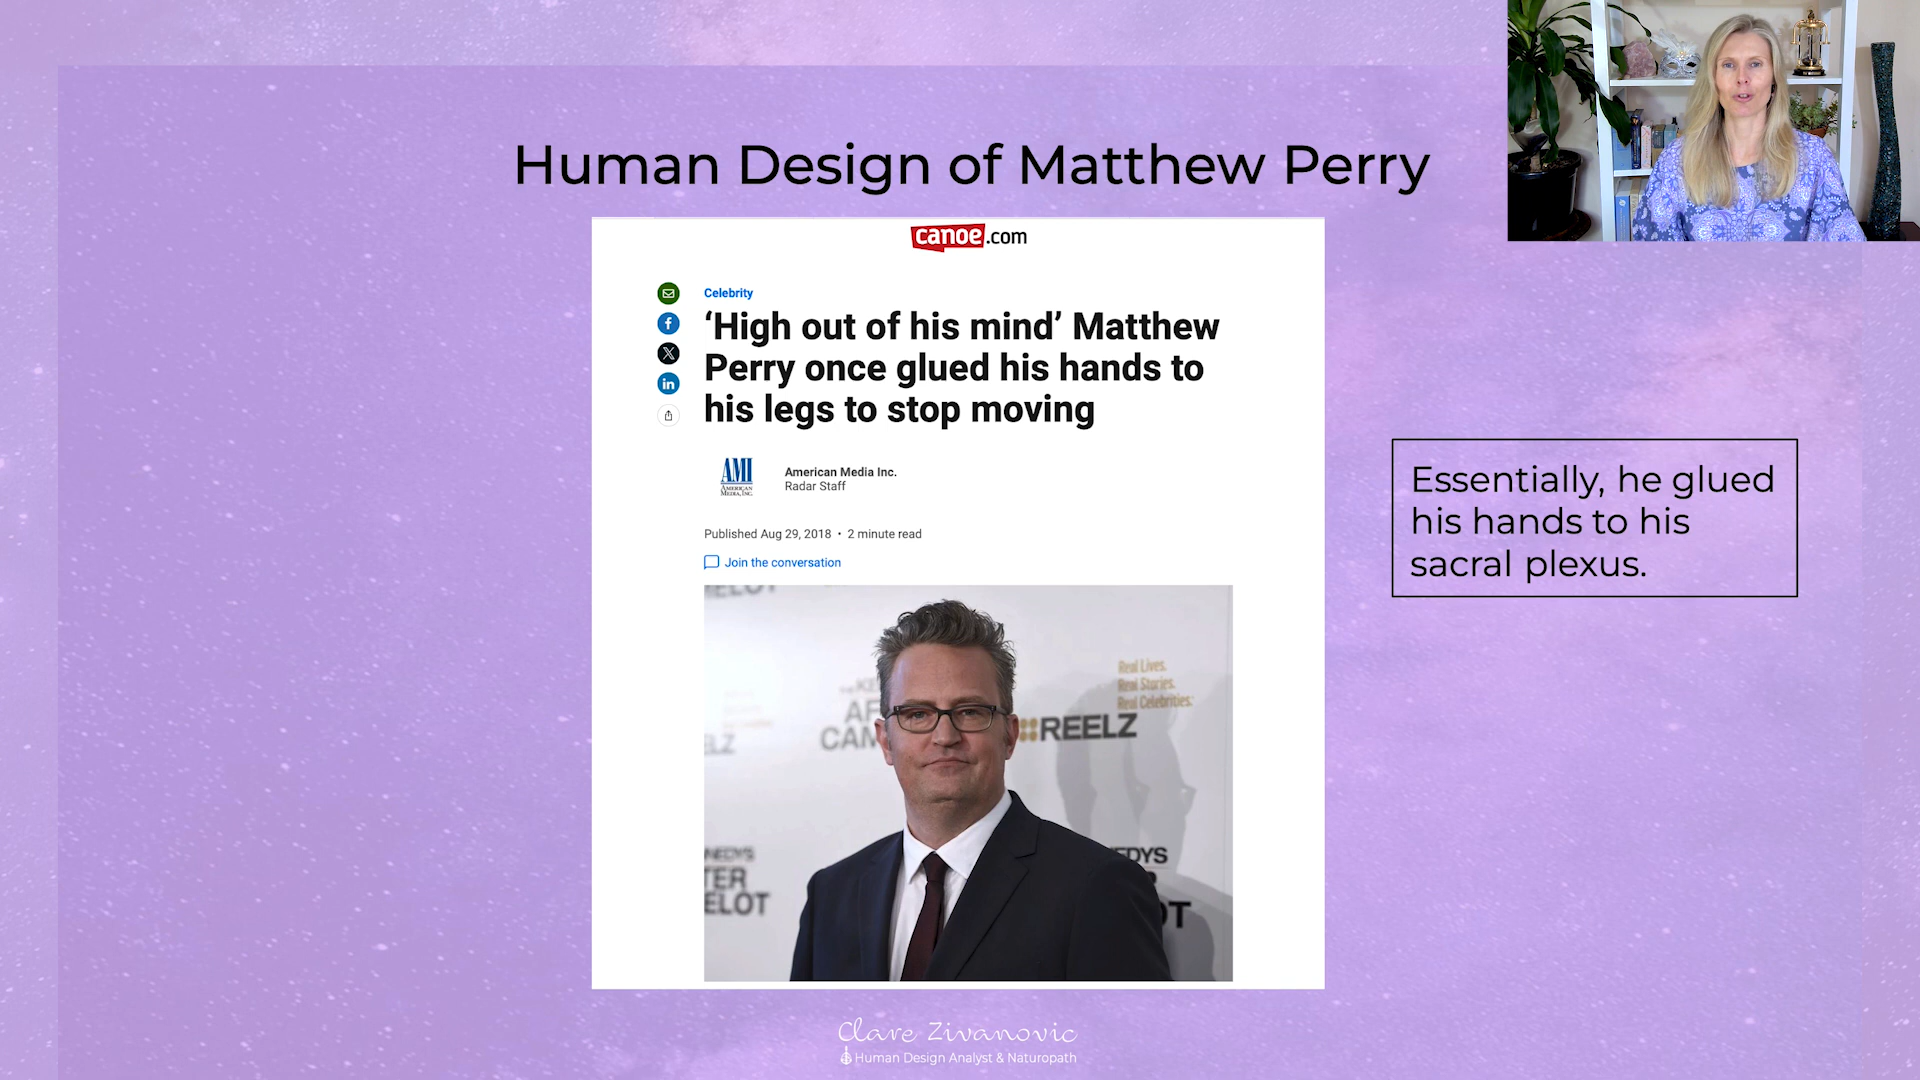 Human Design of Matthew Perry
canoe.com
Celebrity
‘High out of his mind’ Matthew
Perry once glued his hands to
his legs to stop moving
AMI
AMERICAN
MEDIA, INC.
American Media Inc.
Radar Staff
Published Aug 29, 2018 • 2 minute read
Join the conversation
Essentially, he glued
his hands to his
sacral plexus.
Real Lives.
Real Stories.
Real Celebrities.
REELZ
Clare Zivanovic
Human Design Analyst & Naturopath